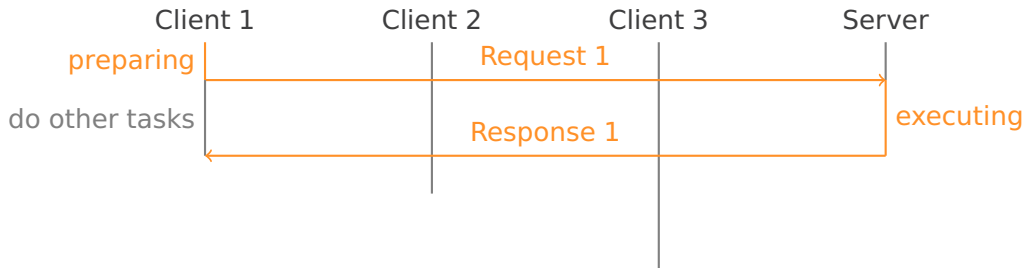 Client 1
Client 2
Client 3
Server
preparing
Request 1
do other tasks
executing
Response 1